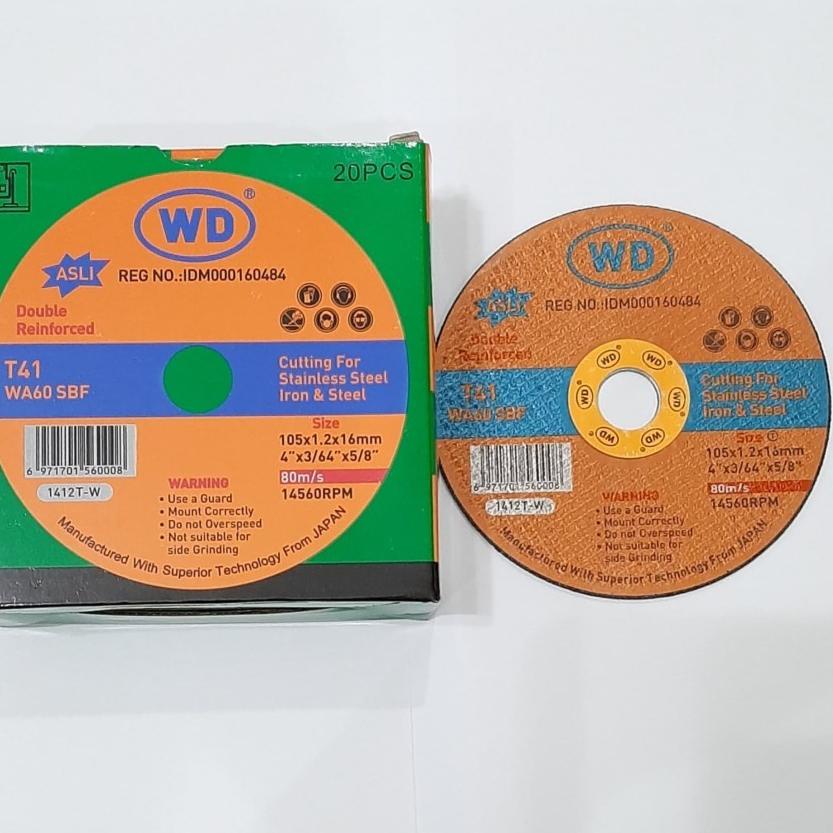 20PCS
WD®
ASLI
REG NO.:IDM000160484
Double
Reinforced
T41
WA60 SBF
Cutting For
Stainless Steel
Iron & Steel
Size
105x1.2x16mm
4"x3/64"x5/8"
80m/s
14560RPM
6 971701 560008
1412T-W
WARNING
• Use a Guard
• Mount Correctly
• Do not Overspeed
• Not suitable for
side Grinding
Manufactured With Superior Technology From JAPAN
WD
ASLI
REG NO.:IDM000160484
Double
Reinforced
WD WD
WD WD
WD WD
T41
WA60 SBF
Cutting For
Stainless Steel
Iron & Steel
Size
105x1.2x16mm
4"x3/64"x5/8"
80m/s
14560RPM
6 971701 560008
1412T-W
WARNING
• Use a Guard
• Mount Correctly
• Do not Overspeed
• Not suitable for
side Grinding
Manufactured With Superior Technology From JAPAN